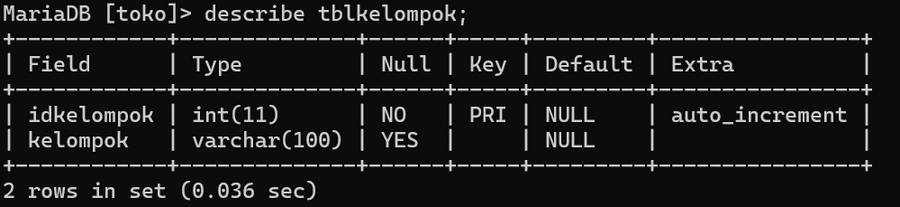 MariaDB [toko]> describe tblkelompok;
+------------+--------------+------+-----+---------+----------------+
| Field      | Type         | Null | Key | Default | Extra          |
+------------+--------------+------+-----+---------+----------------+
| idkelompok | int(11)      | NO   | PRI | NULL    | auto_increment |
| kelompok   | varchar(100) | YES  |     | NULL    |                |
+------------+--------------+------+-----+---------+----------------+
2 rows in set (0.036 sec)